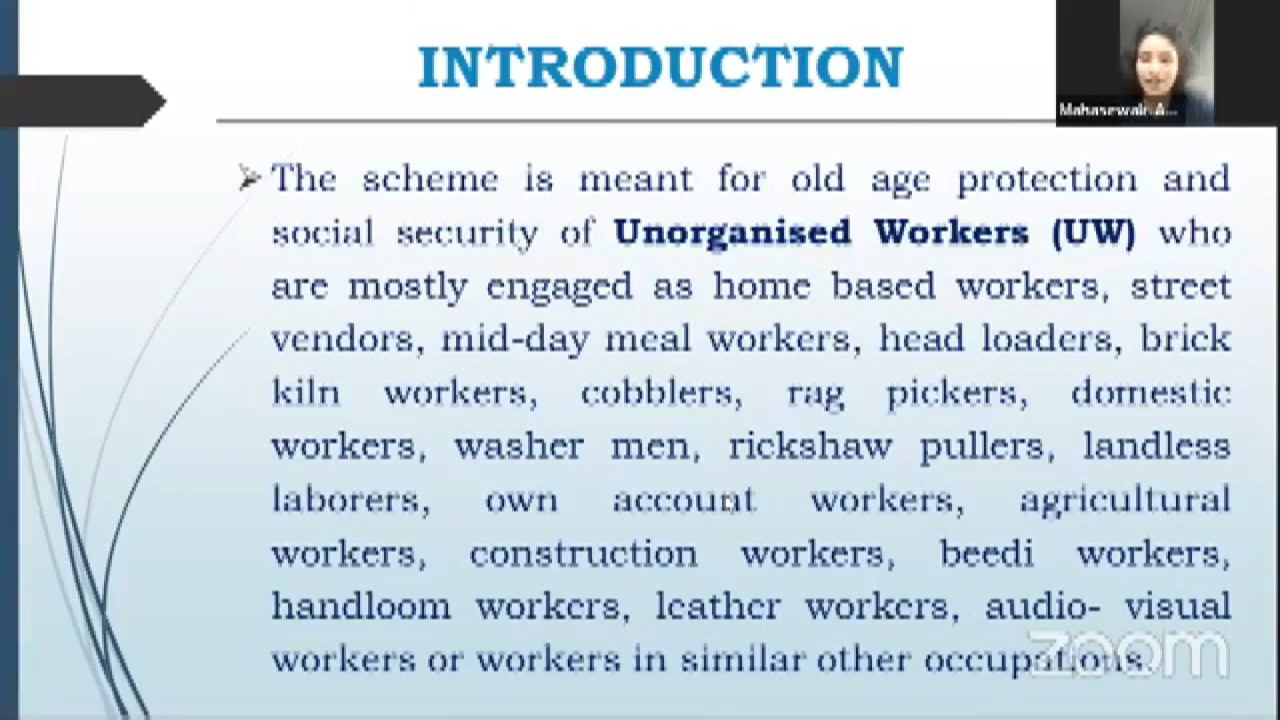 INTRODUCTION
Mahasewak A...
The scheme is meant for old age protection and
social security of Unorganised Workers (UW) who
are mostly engaged as home based workers, street
vendors, mid-day meal workers, head loaders, brick
kiln workers, cobblers, rag pickers, domestic
workers, washer men, rickshaw pullers, landless
laborers, own account workers, agricultural
workers, construction workers, beedi workers,
handloom workers, leather workers, audio- visual
workers or workers in similar other occupations.
zoom